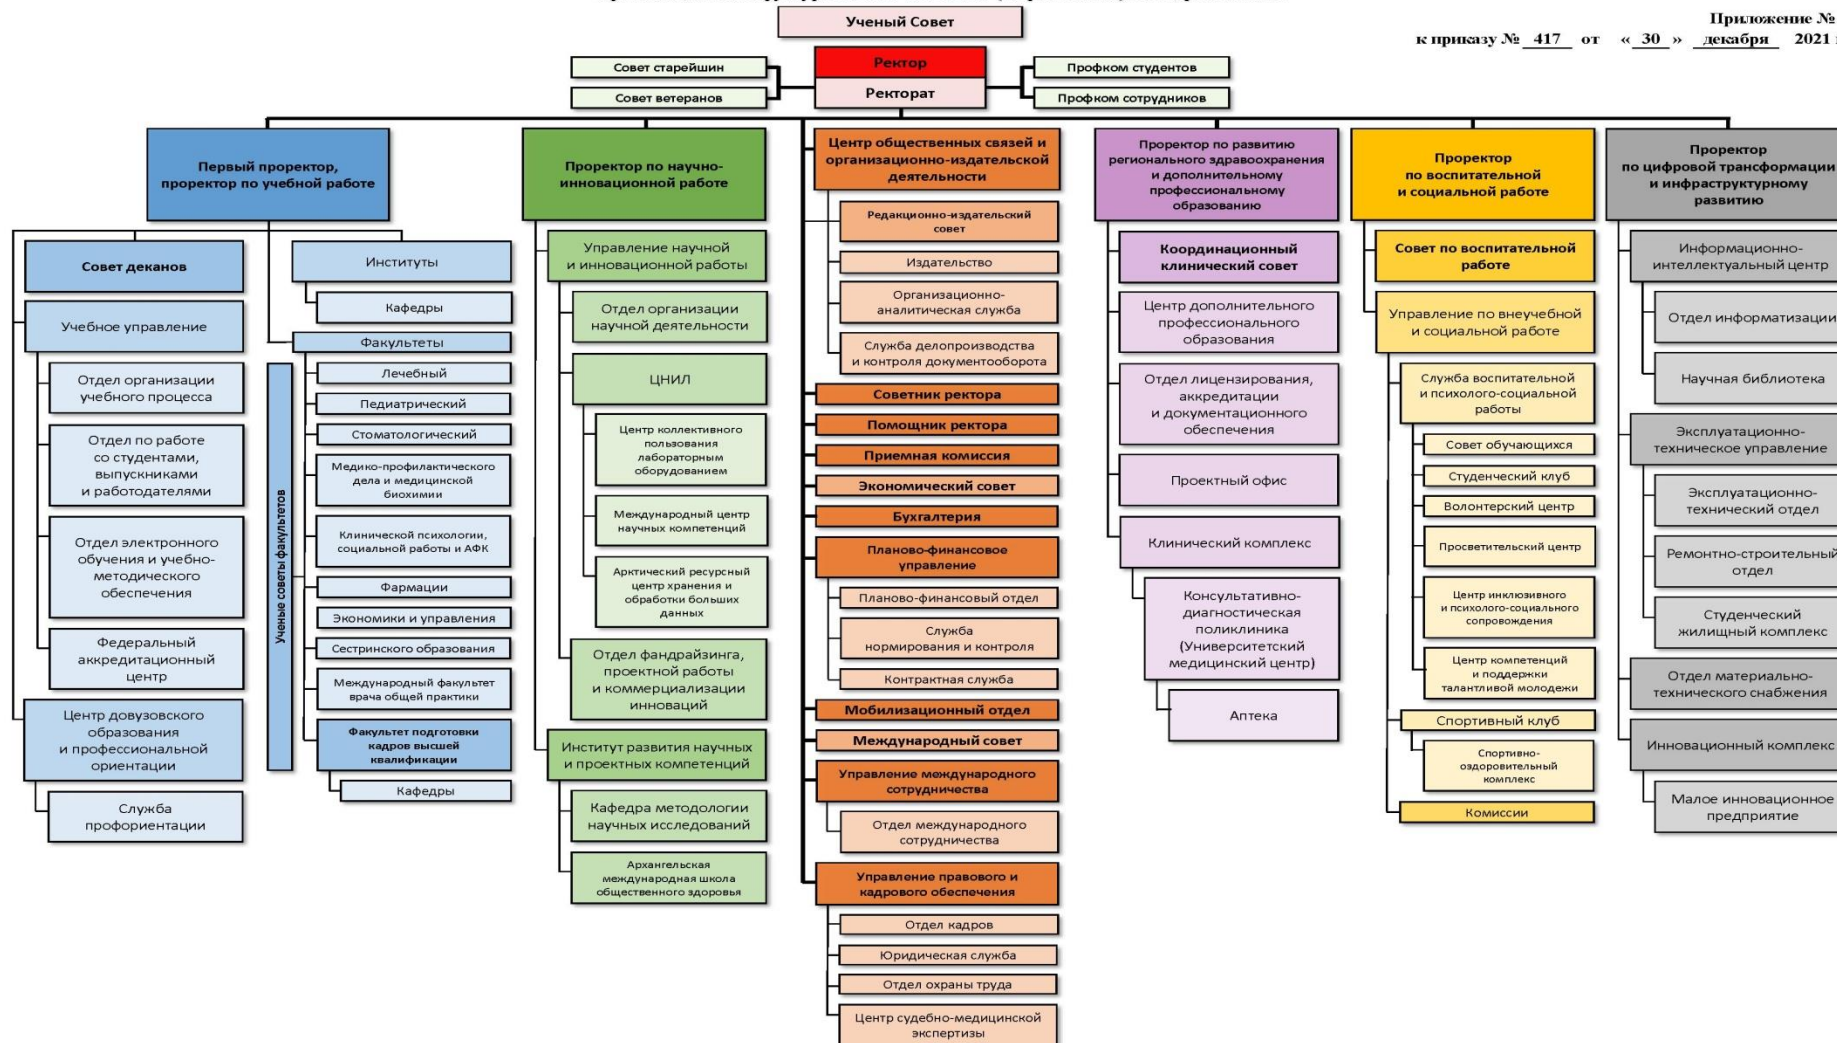 Ученый Совет
Приложение №
к приказу № 417 от « 30 » декабря 2021
Ректор
Ректорат
Совет старейшин
Совет ветеранов
Профком студентов
Профком сотрудников
Первый проректор,
проректор по учебной работе
Совет деканов
Учебное управление
Отдел организации
учебного процесса
Отдел по работе
со студентами,
выпускниками
и работодателями
Отдел электронного
обучения и учебно-
методического
обеспечения
Федеральный
аккредитационный
центр
Центр довузовского
образования
и профессиональной
ориентации
Служба
профориентации
Институты
Кафедры
Факультеты
Ученые советы факультетов
Лечебный
Педиатрический
Стоматологический
Медико-профилактического
дела и медицинской
биохимии
Клинической психологии,
социальной работы и АФК
Фармации
Экономики и управления
Сестринского образования
Международный факультет
врача общей практики
Факультет подготовки
кадров высшей
квалификации
Кафедры
Проректор по научно-
инновационной работе
Управление научной
и инновационной работы
Отдел организации
научной деятельности
ЦНИЛ
Центр коллективного
пользования
лабораторным
оборудованием
Международный центр
научных компетенций
Арктический ресурсный
центр хранения и
обработки больших
данных
Отдел фандрайзинга,
проектной работы
и коммерциализации
инноваций
Институт развития научных
и проектных компетенций
Кафедра методологии
научных исследований
Архангельская
международная школа
общественного здоровья
Центр общественных связей и
организационно-издательской
деятельности
Редакционно-издательский
совет
Издательство
Организационно-
аналитическая служба
Служба делопроизводства
и контроля документооборота
Советник ректора
Помощник ректора
Приемная комиссия
Экономический совет
Бухгалтерия
Планово-финансовое
управление
Планово-финансовый отдел
Служба
нормирования и контроля
Контрактная служба
Мобилизационный отдел
Международный совет
Управление международного
сотрудничества
Отдел международного
сотрудничества
Управление правового и
кадрового обеспечения
Отдел кадров
Юридическая служба
Отдел охраны труда
Центр судебно-медицинской
экспертизы
Проректор по развитию
регионального здравоохранения
и дополнительному
профессиональному
образованию
Координационный
клинический совет
Центр дополнительного
профессионального
образования
Отдел лицензирования,
аккредитации
и документационного
обеспечения
Проектный офис
Клинический комплекс
Консультативно-
диагностическая
поликлиника
(Университетский
медицинский центр)
Аптека
Проректор
по воспитательной
и социальной работе
Совет по воспитательной
работе
Управление по внеучебной
и социальной работе
Служба воспитательной
и психолого-социальной
работы
Совет обучающихся
Студенческий клуб
Волонтерский центр
Просветительский центр
Центр инклюзивного
и психолого-социального
сопровождения
Центр компетенций
и поддержки
талантливой молодежи
Спортивный клуб
Спортивно-
оздоровительный
комплекс
Комиссии
Проректор
по цифровой трансформации
и инфраструктурному
развитию
Информационно-
интеллектуальный центр
Отдел информатизации
Научная библиотека
Эксплуатационно-
техническое управление
Эксплуатационно-
технический отдел
Ремонтно-строительный
отдел
Студенческий
жилищный комплекс
Отдел материально-
технического снабжения
Инновационный комплекс
Малое инновационное
предприятие